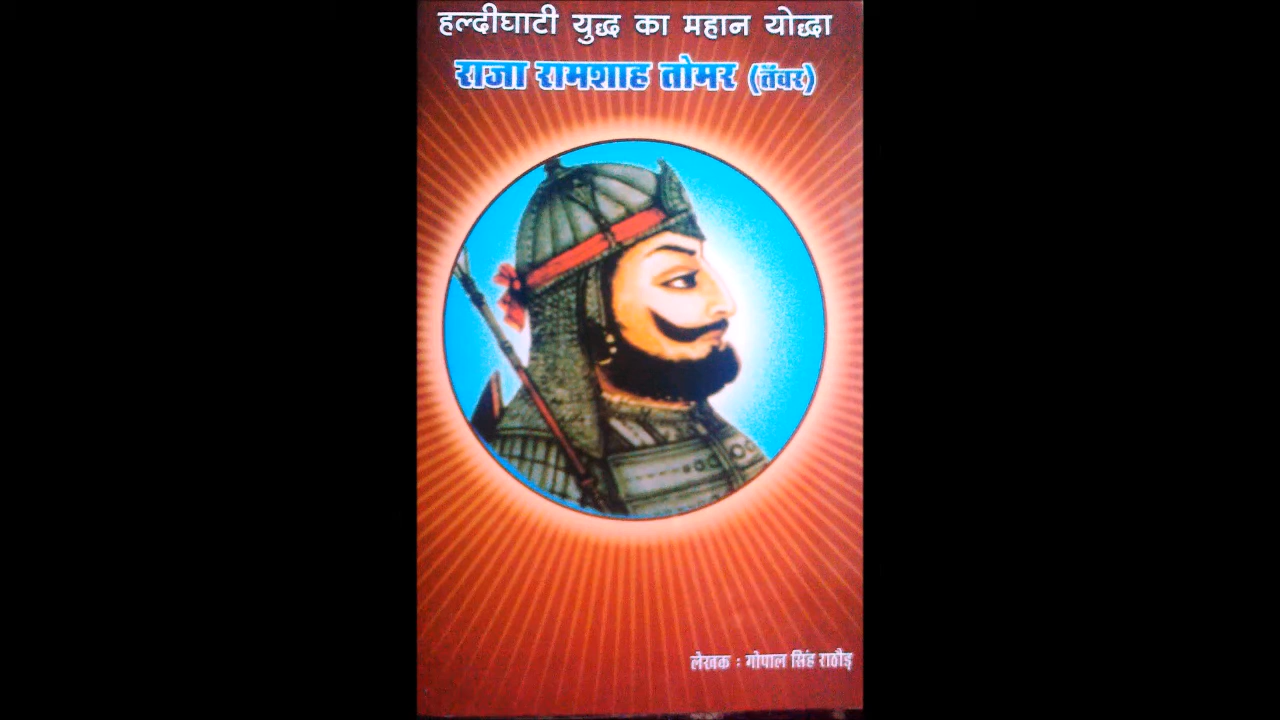 हल्दीघाटी युद्ध का महान योद्धा
राजा रामशाह तोमर (तँवर)
लेखक : गोपाल सिंह राठौड़